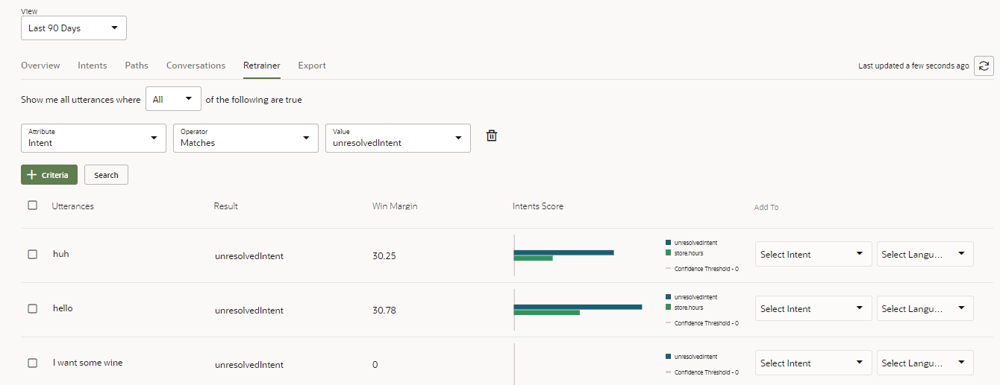 View
Last 90 Days
Overview Intents Paths Conversations Retrainer Export Last updated a few seconds ago
Show me all utterances where All of the following are true
Attribute Operator Value
Intent Matches unresolvedIntent
+ Criteria Search
Utterances Result Win Margin Intents Score Add To
huh unresolvedIntent 30.25 Select Intent Select Langu...
unresolvedIntent
store.hours
Confidence Threshold - 0
hello unresolvedIntent 30.78 Select Intent Select Langu...
unresolvedIntent
store.hours
Confidence Threshold - 0
I want some wine unresolvedIntent 0 Select Intent Select Langu...
unresolvedIntent
Confidence Threshold - 0